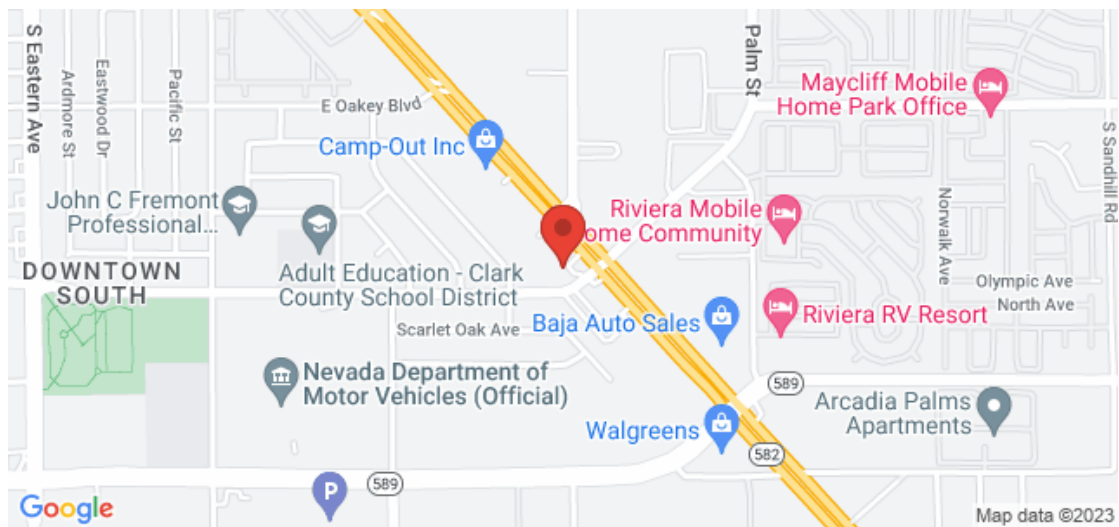 S Eastern Ave
Ardmore St
Eastwood Dr
Pacific St
E Oakey Blvd
Palm St
Maycliff Mobile
Home Park Office
S Sandhill Rd
Camp-Out Inc
John C Fremont
Professional...
Riviera Mobile
ome Community
Norwalk Ave
DOWNTOWN
SOUTH
Adult Education - Clark
County School District
Olympic Ave
North Ave
Scarlet Oak Ave
Baja Auto Sales
Riviera RV Resort
Nevada Department of
Motor Vehicles (Official)
589
Arcadia Palms
Apartments
Walgreens
582
589
P
Google
Map data ©2023